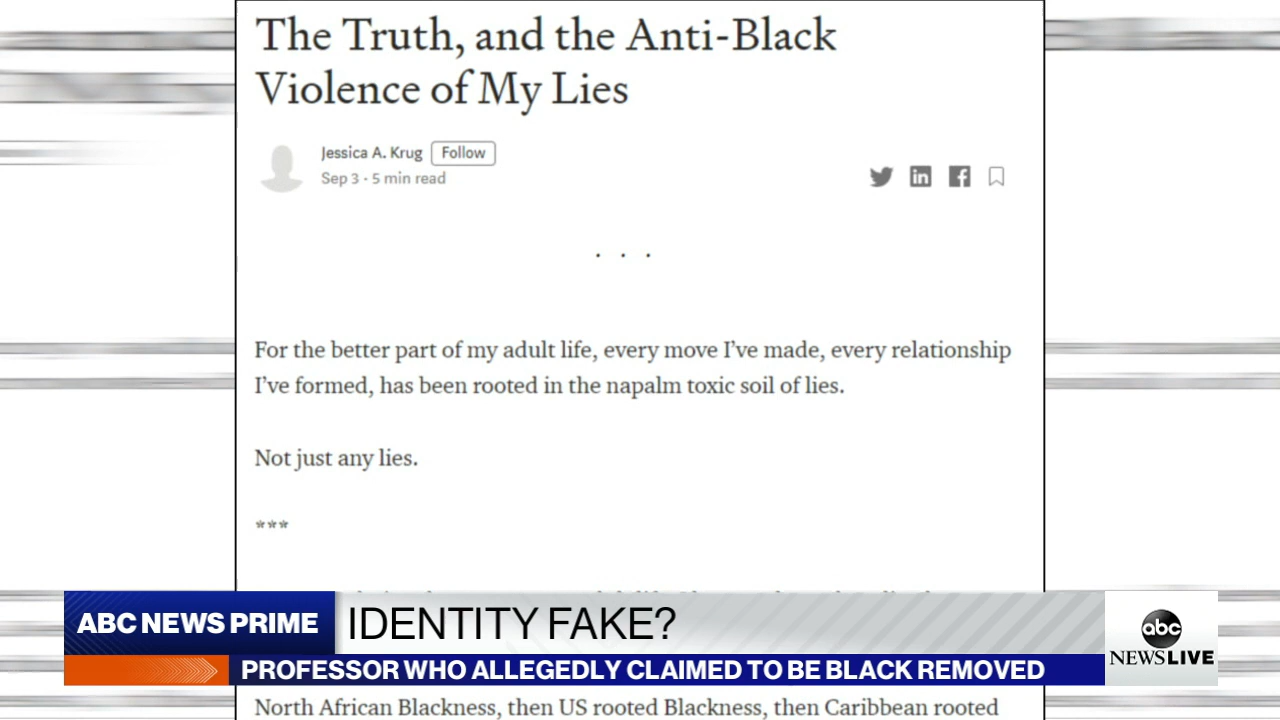 The Truth, and the Anti-Black
Violence of My Lies
Jessica A. Krug Follow
Sep 3 · 5 min read
. . .
For the better part of my adult life, every move I've made, every relationship
I've formed, has been rooted in the napalm toxic soil of lies.
Not just any lies.
***
ABC NEWS PRIME
IDENTITY FAKE?
PROFESSOR WHO ALLEGEDLY CLAIMED TO BE BLACK REMOVED
abc
NEWSLIVE
North African Blackness, then US rooted Blackness, then Caribbean rooted